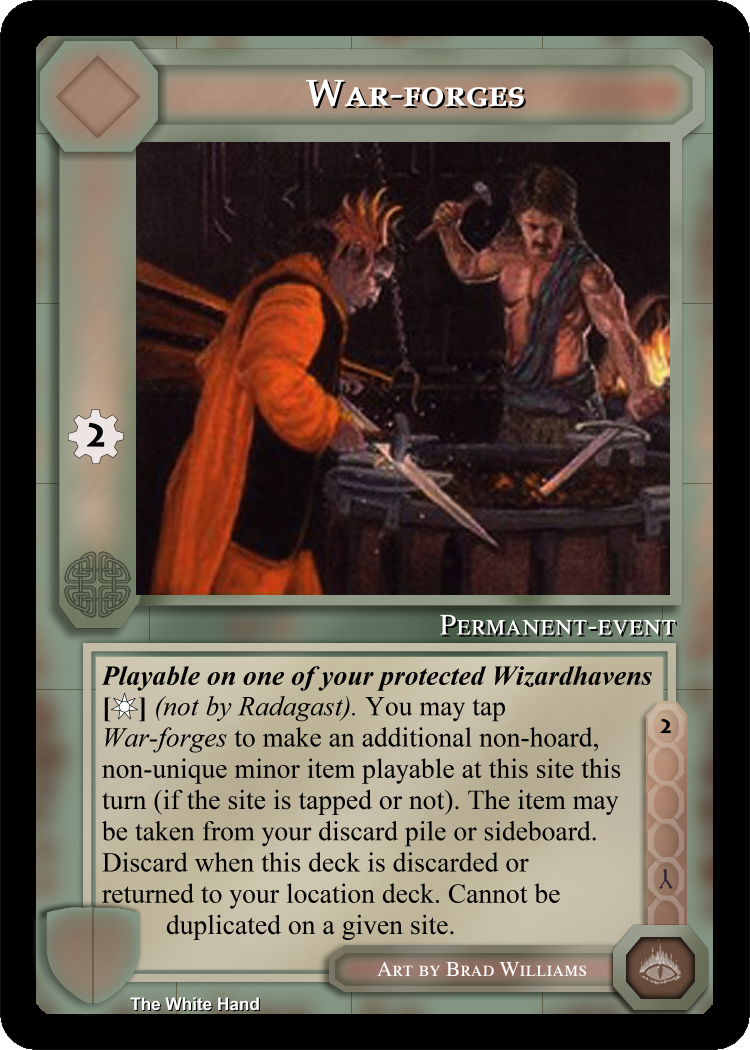 War-forges
2
Permanent-event
Playable on one of your protected Wizardhavens
[] (not by Radagast). You may tap
War-forges to make an additional non-hoard,
non-unique minor item playable at this site this
turn (if the site is tapped or not). The item may
be taken from your discard pile or sideboard.
Discard when this deck is discarded or
returned to your location deck. Cannot be
duplicated on a given site.
2
Art by Brad Williams
The White Hand